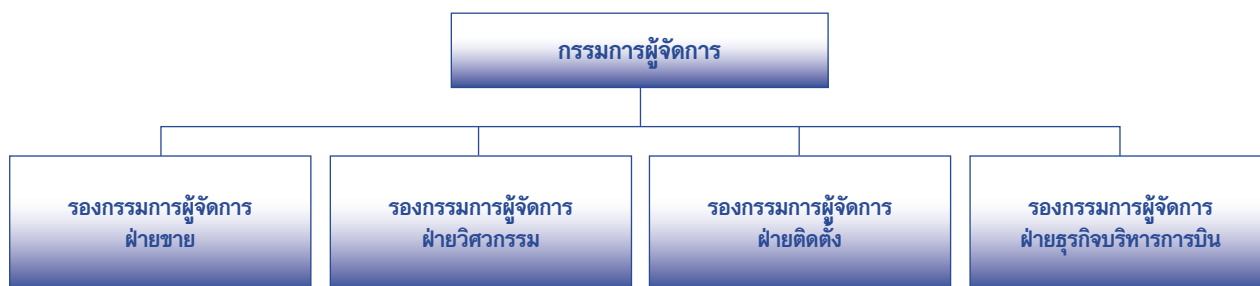 กรรมการผู้จัดการ
รองกรรมการผู้จัดการ
ฝ่ายขาย
รองกรรมการผู้จัดการ
ฝ่ายวิศวกรรม
รองกรรมการผู้จัดการ
ฝ่ายติดตั้ง
รองกรรมการผู้จัดการ
ฝ่ายธุรกิจบริหารการบิน